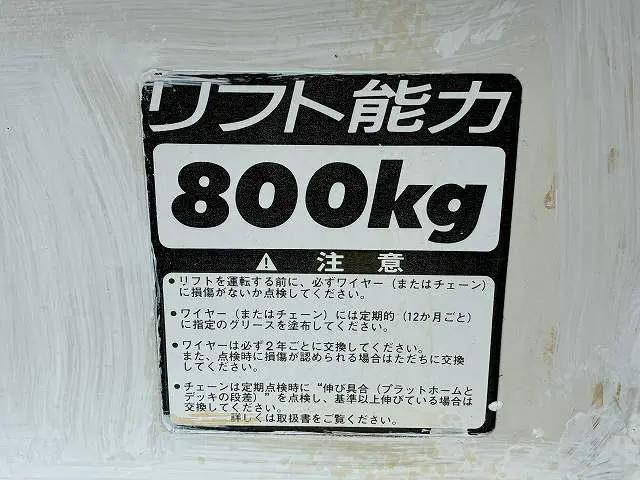 リフト能力
800kg
⚠ 注意
●リフトを運転する前に、必ずワイヤー（またはチェーン）
に損傷がないか点検してください。
●ワイヤー（またはチェーン）には定期的（12か月ごと）
に指定のグリースを塗布してください。
●ワイヤーは必ず２年ごとに交換してください。
また、点検時に損傷が認められる場合はただちに交換
してください。
●チェーンは定期点検時に“伸び具合（プラットホームと
デッキの段差）”を点検し、基準以上伸びている場合は
交換してください。
詳しくは取扱書をご覧ください。